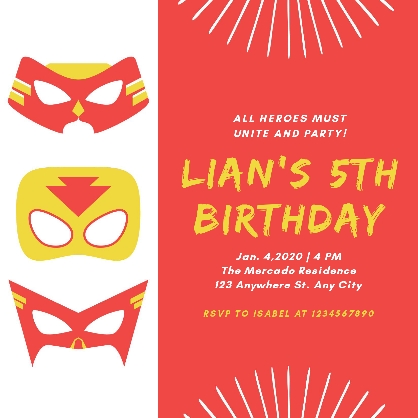 ALL HEROES MUST
UNITE AND PARTY!
LIAN'S 5TH
BIRTHDAY
Jan. 4,2020 | 4 PM
The Mercado Residence
123 Anywhere St. Any City
RSVP TO ISABEL AT 1234567890